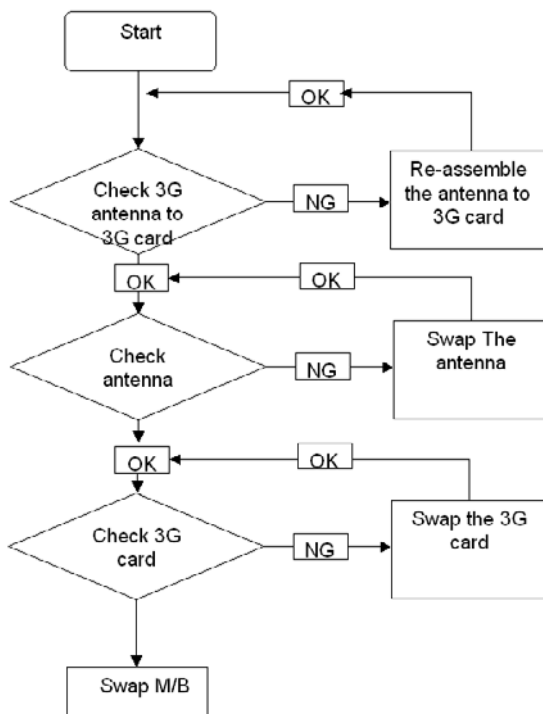 Start
OK
Check 3G
antenna to
3G card
NG
Re-assemble
the antenna to
3G card
OK
OK
Check
antenna
NG
Swap The
antenna
OK
OK
Check 3G
card
NG
Swap the 3G
card
Swap M/B